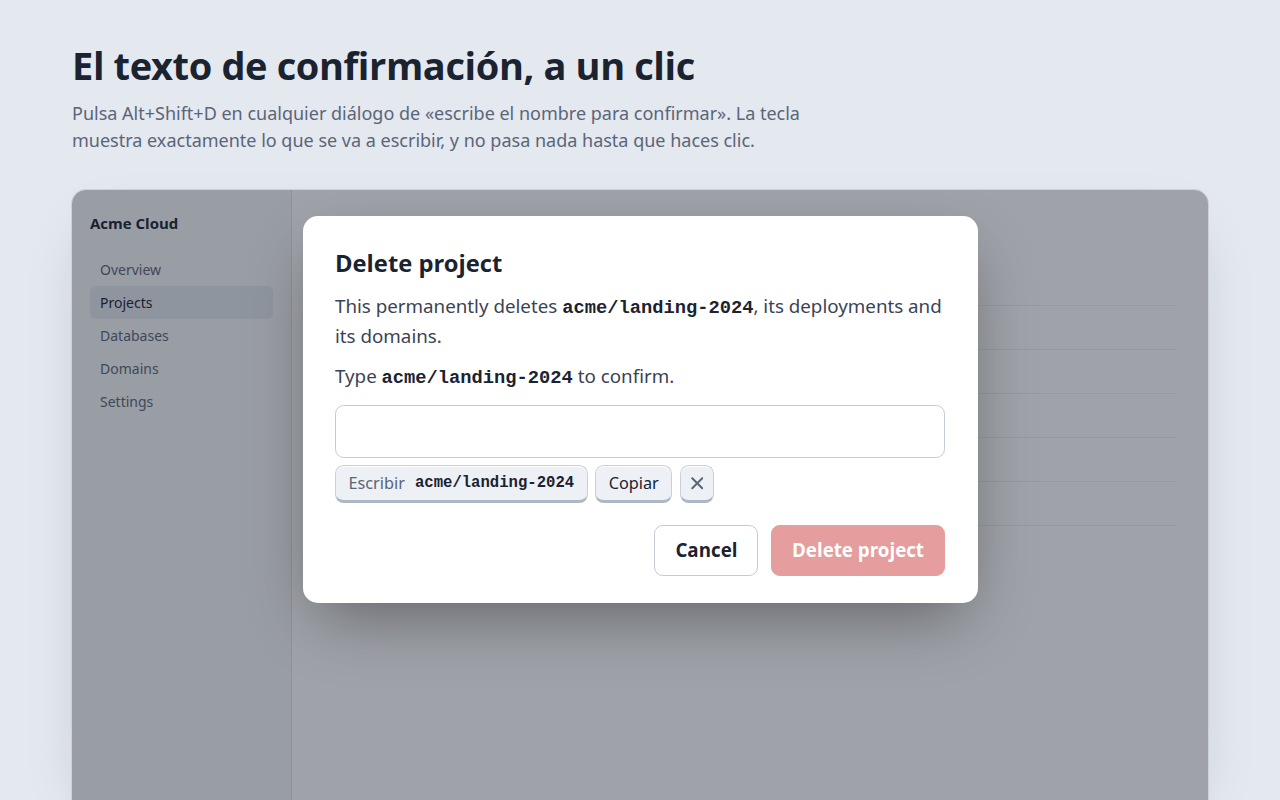 El texto de confirmación, a un clic
Pulsa Alt+Shift+D en cualquier diálogo de «escribe el nombre para confirmar». La tecla
muestra exactamente lo que se va a escribir, y no pasa nada hasta que haces clic.
Acme Cloud
Overview
Projects
Databases
Domains
Settings
Delete project
This permanently deletes acme/landing-2024, its deployments and
its domains.
Type acme/landing-2024 to confirm.
Escribir acme/landing-2024 Copiar
Cancel Delete project